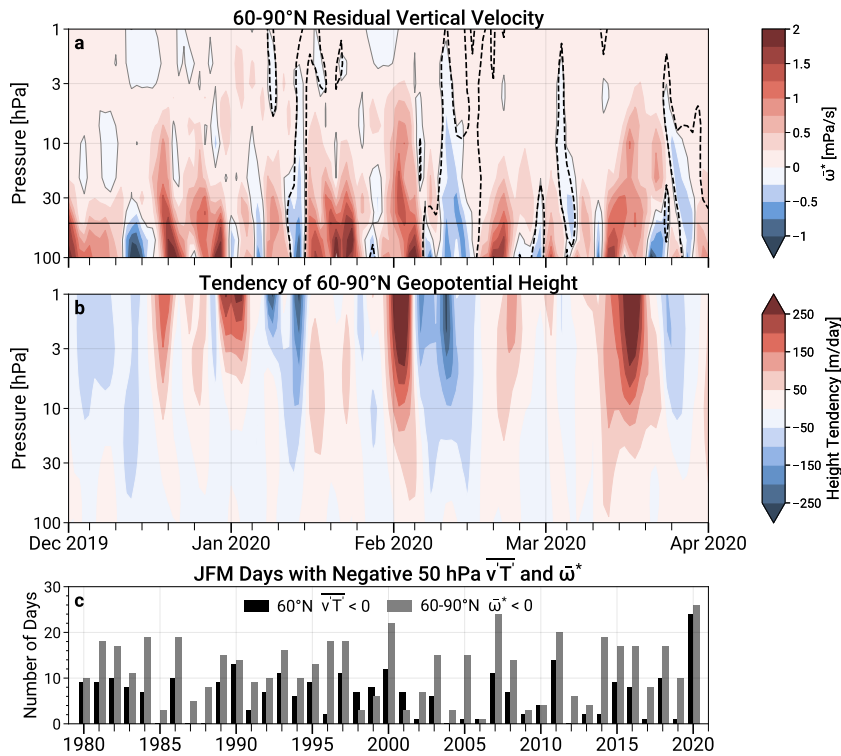 60-90°N Residual Vertical Velocity
a
1
3
10
30
100
Pressure [hPa]
2
1.5
1
0.5
0
−0.5
−1
ω̄* [mPa/s]
Tendency of 60-90°N Geopotential Height
b
1
3
10
30
100
Pressure [hPa]
250
150
50
−50
−150
−250
Height Tendency [m/day]
Dec 2019 Jan 2020 Feb 2020 Mar 2020 Apr 2020
JFM Days with Negative 50 hPa v'T' and ω̄*
c
60°N v'T' < 0 60-90°N ω̄* < 0
30
20
10
0
Number of Days
1980 1985 1990 1995 2000 2005 2010 2015 2020